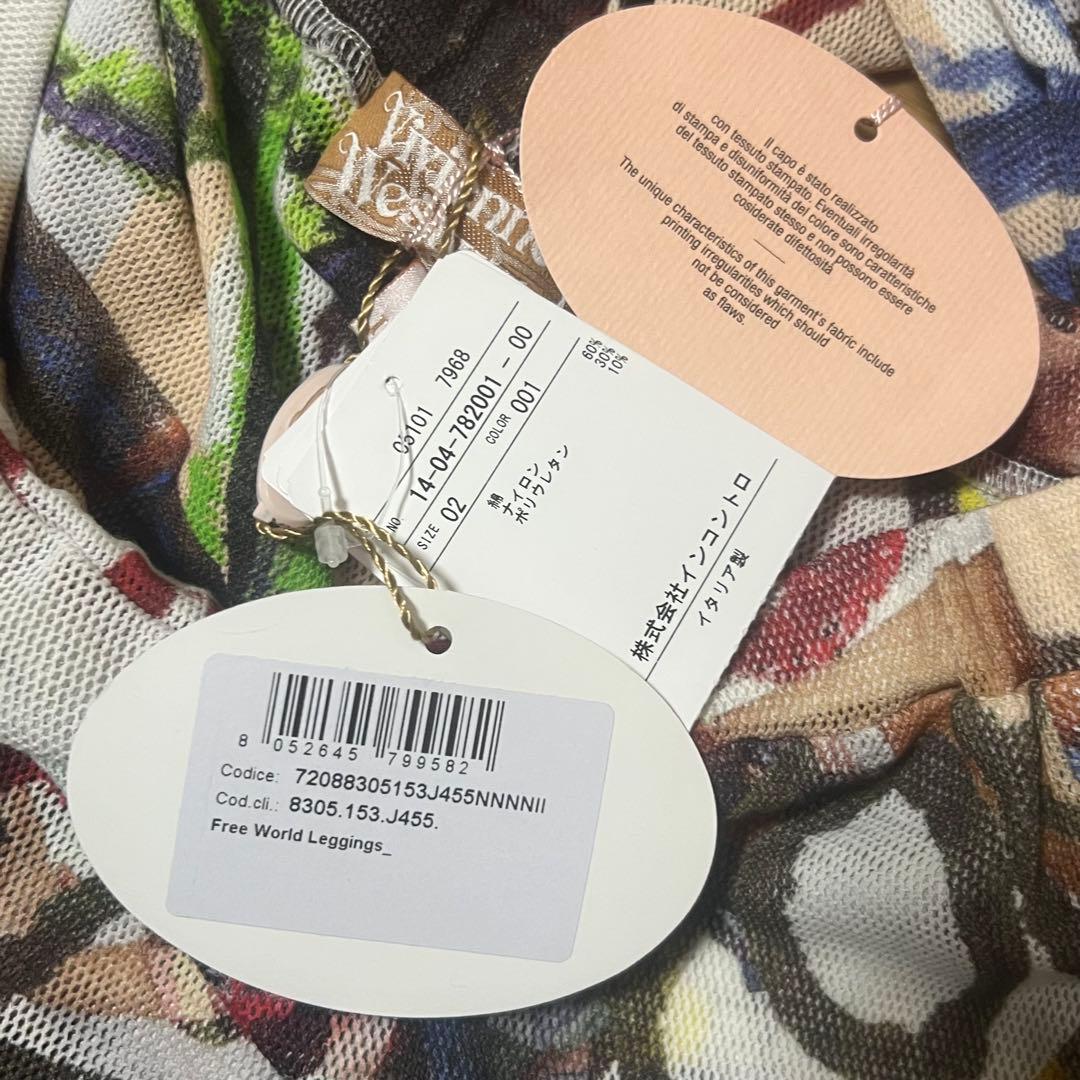 Vivienne
Wes
Il capo è stato realizzato
con tessuto stampato. Eventuali irregolarità
di stampa e disuniformità del colore sono caratteristiche
del tessuto stampato stesso e non possono essere
cosiderate difettosità
The unique characteristics of this garment's fabric include
printing irregularities which should
not be considered
as flaws.
05101 7968
NO. 14-04-782001-00
SIZE 02 COLOR 001
綿 60%
ナイロン 30%
ポリウレタン 10%
株式会社インコントロ
イタリア製
8 052645 799582
Codice: 72088305153J455NNNNII
Cod.cli.: 8305.153.J455.
Free World Leggings_